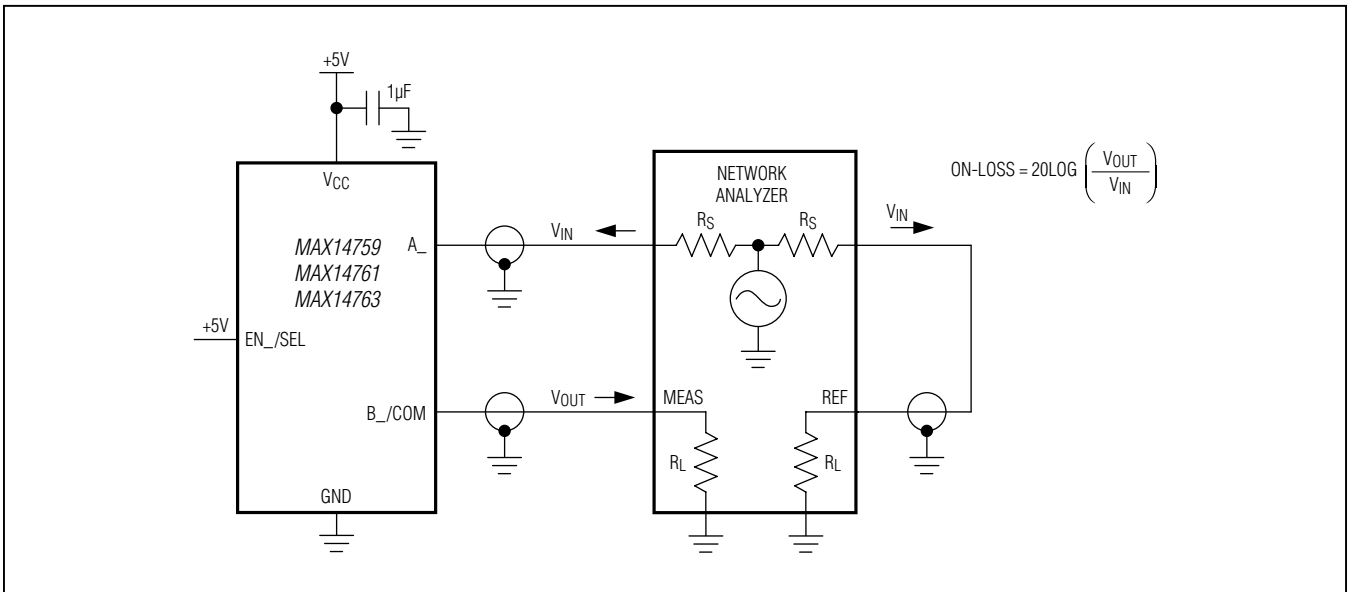 +5V
1µF
VCC
MAX14759
MAX14761
MAX14763
A_
+5V
EN_/SEL
B_/COM
GND
VIN
VOUT
NETWORK
ANALYZER
RS
RS
MEAS
REF
RL
RL
VIN
ON-LOSS = 20LOG (VOUT
VIN)